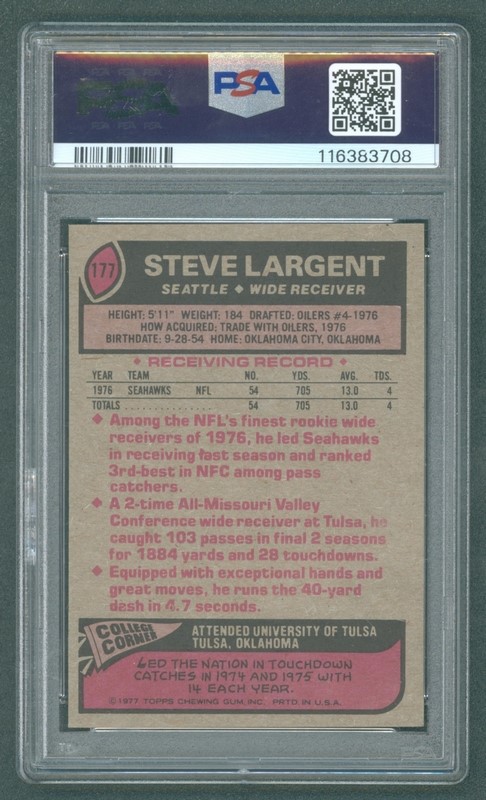 PSA
116383708
177
STEVE LARGENT
SEATTLE ◆ WIDE RECEIVER
HEIGHT: 5'11" WEIGHT: 184 DRAFTED: OILERS #4-1976
HOW ACQUIRED: TRADE WITH OILERS, 1976
BIRTHDATE: 9-28-54 HOME: OKLAHOMA CITY, OKLAHOMA
◆ RECEIVING RECORD ◆
YEAR TEAM NO. YDS. AVG. TDS.
1976 SEAHAWKS NFL 54 705 13.0 4
TOTALS . . . . . . . . . . . . . . . . 54 705 13.0 4
◆ Among the NFL's finest rookie wide
receivers of 1976, he led Seahawks
in receiving last season and ranked
3rd-best in NFC among pass
catchers.
◆ A 2-time All-Missouri Valley
Conference wide receiver at Tulsa, he
caught 103 passes in final 2 seasons
for 1884 yards and 28 touchdowns.
◆ Equipped with exceptional hands and
great moves, he runs the 40-yard
dash in 4.7 seconds.
COLLEGE
CORNER
ATTENDED UNIVERSITY OF TULSA
TULSA, OKLAHOMA
LED THE NATION IN TOUCHDOWN
CATCHES IN 1974 AND 1975 WITH
14 EACH YEAR.
©1977 TOPPS CHEWING GUM, INC. PRTD. IN U.S.A.